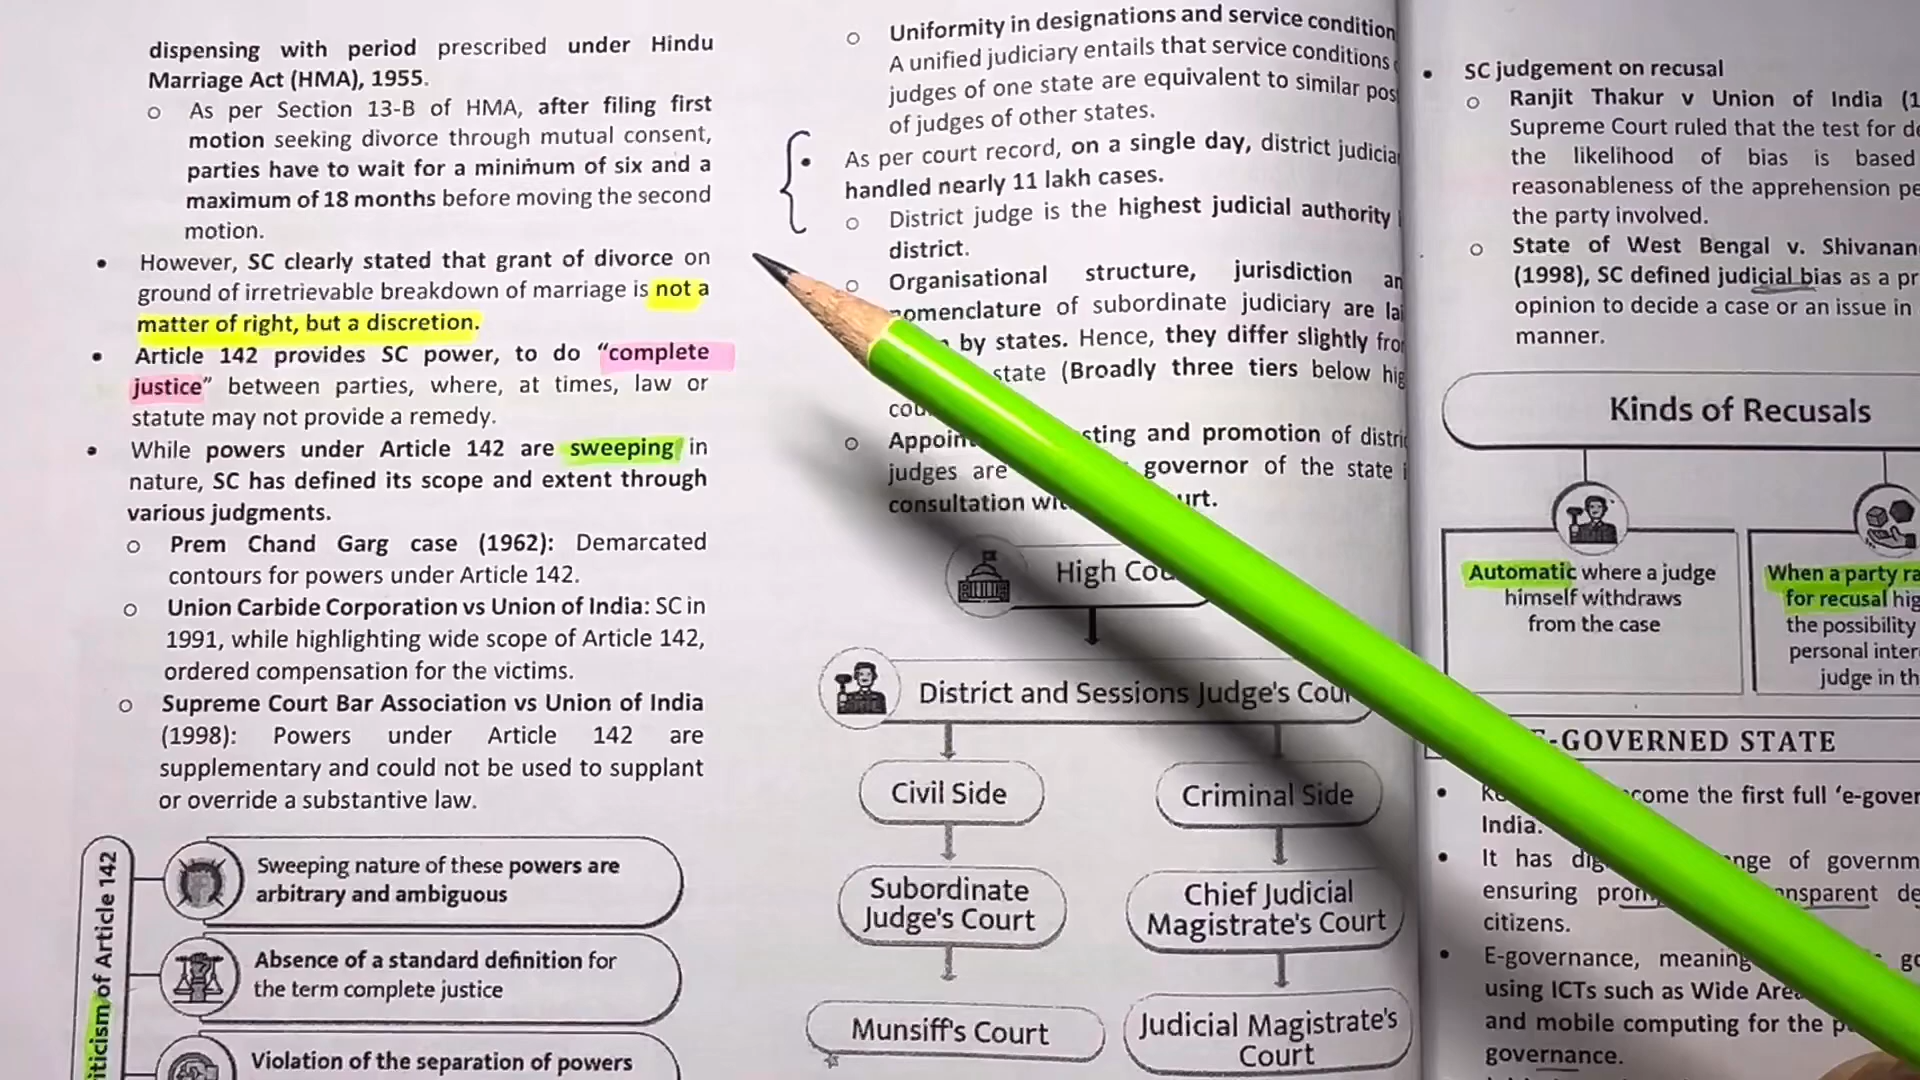 dispensing with period prescribed under Hindu
Marriage Act (HMA), 1955.
o As per Section 13-B of HMA, after filing first
motion seeking divorce through mutual consent,
parties have to wait for a minimum of six and a
maximum of 18 months before moving the second
motion.
• However, SC clearly stated that grant of divorce on
ground of irretrievable breakdown of marriage is not a
matter of right, but a discretion.
• Article 142 provides SC power, to do “complete
justice” between parties, where, at times, law or
statute may not provide a remedy.
• While powers under Article 142 are sweeping in
nature, SC has defined its scope and extent through
various judgments.
o Prem Chand Garg case (1962): Demarcated
contours for powers under Article 142.
o Union Carbide Corporation vs Union of India: SC in
1991, while highlighting wide scope of Article 142,
ordered compensation for the victims.
o Supreme Court Bar Association vs Union of India
(1998): Powers under Article 142 are
supplementary and could not be used to supplant
or override a substantive law.
of Article 142
Sweeping nature of these powers are
arbitrary and ambiguous
Absence of a standard definition for
the term complete justice
Violation of the separation of powers
o Uniformity in designations and service condition
A unified judiciary entails that service conditions
judges of one state are equivalent to similar
of judges of other states.
• As per court record, on a single day, district
handled nearly 11 lakh cases.
o District judge is the highest judicial authority
district.
o Organisational structure, jurisdiction
nomenclature of subordinate judiciary are
by states. Hence, they differ slightly
state (Broadly three tiers below
o and promotion of
judges are governor of the state
consultation
High
District and Sessions Judge's
Civil Side
Criminal Side
Subordinate
Judge's Court
Chief Judicial
Magistrate's Court
Munsiff's Court
Judicial Magistrate's
Court
• SC judgement on recusal
o Ranjit Thakur v Union of India
Supreme Court ruled that the test for
the likelihood of bias is based
reasonableness of the apprehension
the party involved.
o State of West Bengal v.
(1998), SC defined judicial bias as a
opinion to decide a case or an issue in
manner.
Kinds of Recusals
Automatic where a judge
himself withdraws
from the case
When a party
for recusal
the possibility
personal
judge in
-GOVERNED STATE
• the first full
India.
• It has of
ensuring
citizens.
• E-governance,
using ICTs such as Wide
and mobile computing for the
governance.